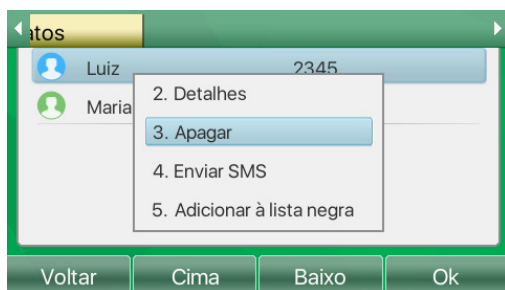 atos
Luiz 2345
Maria
2. Detalhes
3. Apagar
4. Enviar SMS
5. Adicionar à lista negra
Voltar Cima Baixo Ok